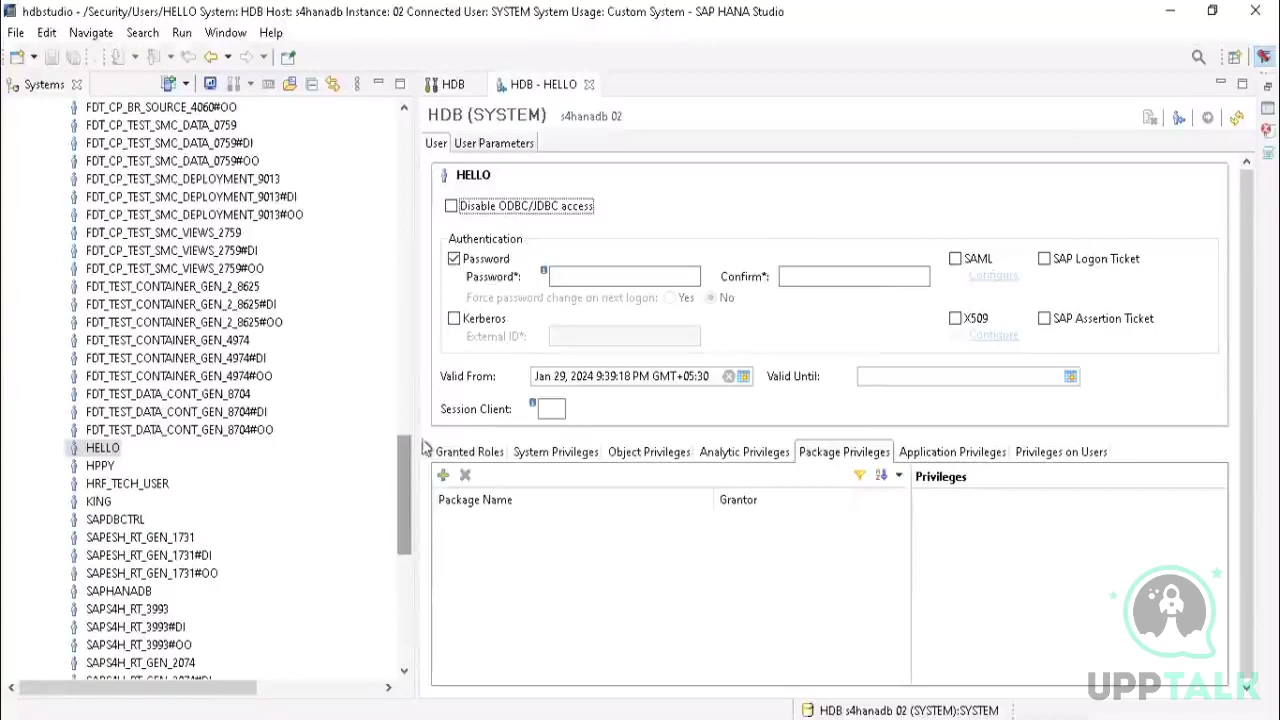 hdbstudio - /Security/Users/HELLO System: HDB Host: s4hanadb Instance: 02 Connected User: SYSTEM System Usage: Custom System - SAP HANA Studio
File Edit Navigate Search Run Window Help
Systems
HDB
HDB - HELLO
FDT_CP_BR_SOURCE_4060#OO
FDT_CP_TEST_SMC_DATA_0759
FDT_CP_TEST_SMC_DATA_0759#DI
FDT_CP_TEST_SMC_DATA_0759#OO
FDT_CP_TEST_SMC_DEPLOYMENT_9013
FDT_CP_TEST_SMC_DEPLOYMENT_9013#DI
FDT_CP_TEST_SMC_DEPLOYMENT_9013#OO
FDT_CP_TEST_SMC_VIEWS_2759
FDT_CP_TEST_SMC_VIEWS_2759#DI
FDT_CP_TEST_SMC_VIEWS_2759#OO
FDT_TEST_CONTAINER_GEN_2_8625
FDT_TEST_CONTAINER_GEN_2_8625#DI
FDT_TEST_CONTAINER_GEN_2_8625#OO
FDT_TEST_CONTAINER_GEN_4974
FDT_TEST_CONTAINER_GEN_4974#DI
FDT_TEST_CONTAINER_GEN_4974#OO
FDT_TEST_DATA_CONT_GEN_8704
FDT_TEST_DATA_CONT_GEN_8704#DI
FDT_TEST_DATA_CONT_GEN_8704#OO
HELLO
HPPY
HRF_TECH_USER
KING
SAPDBCTRL
SAPESH_RT_GEN_1731
SAPESH_RT_GEN_1731#DI
SAPESH_RT_GEN_1731#OO
SAPHANADB
SAPS4H_RT_3993
SAPS4H_RT_3993#DI
SAPS4H_RT_3993#OO
SAPS4H_RT_GEN_2074
HDB (SYSTEM) s4hanadb 02
User User Parameters
HELLO
Disable ODBC/JDBC access
Authentication
Password SAML SAP Logon Ticket
Password*: Confirm*: Configure
Force password change on next logon: Yes No
Kerberos X509 SAP Assertion Ticket
External ID*: Configure
Valid From: Jan 29, 2024 9:39:18 PM GMT+05:30 Valid Until:
Session Client:
Granted Roles System Privileges Object Privileges Analytic Privileges Package Privileges Application Privileges Privileges on Users
Privileges
Package Name Grantor
UPPTALK
HDB s4hanadb 02 (SYSTEM):SYSTEM